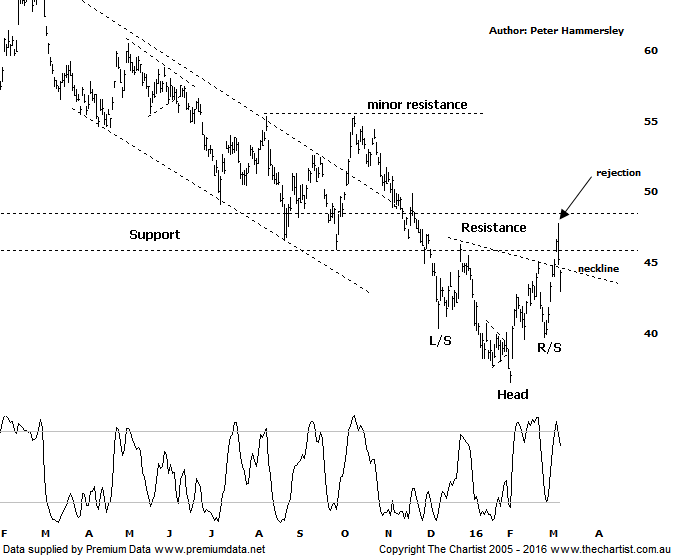 Author: Peter Hammersley
60
minor resistance
55
rejection
50
Resistance
Support
45
neckline
40
L/S
R/S
Head
F M A M J J A S O N D 16 F M A
Data supplied by Premium Data www.premiumdata.net
Copyright The Chartist 2005 - 2016 www.thechartist.com.au